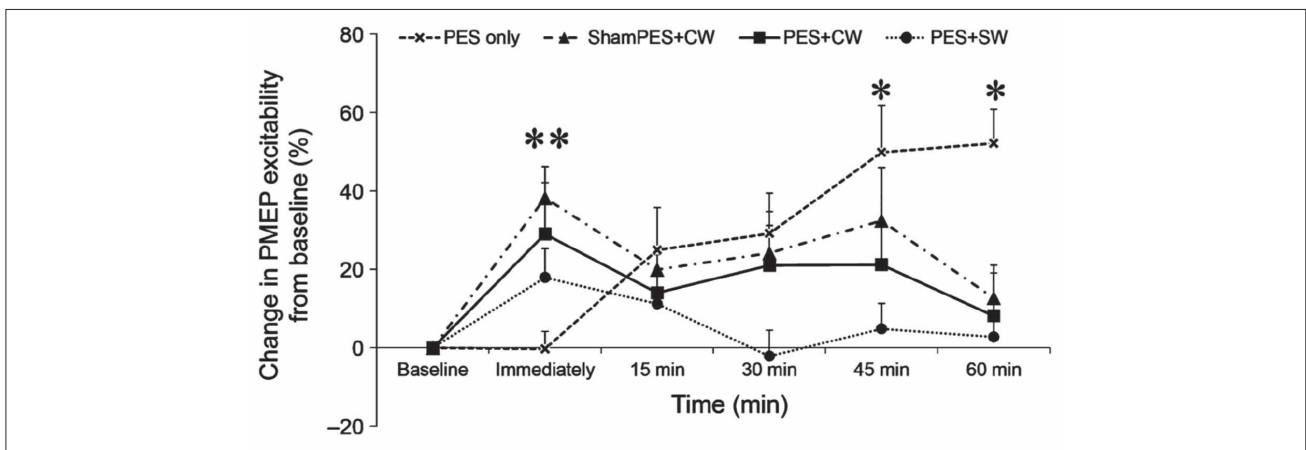 80
PES only ShamPES+CW PES+CW PES+SW
60
40
20
0
–20
Change in PMEP excitability
from baseline (%)
**
*
*
Baseline Immediately 15 min 30 min 45 min 60 min
Time (min)